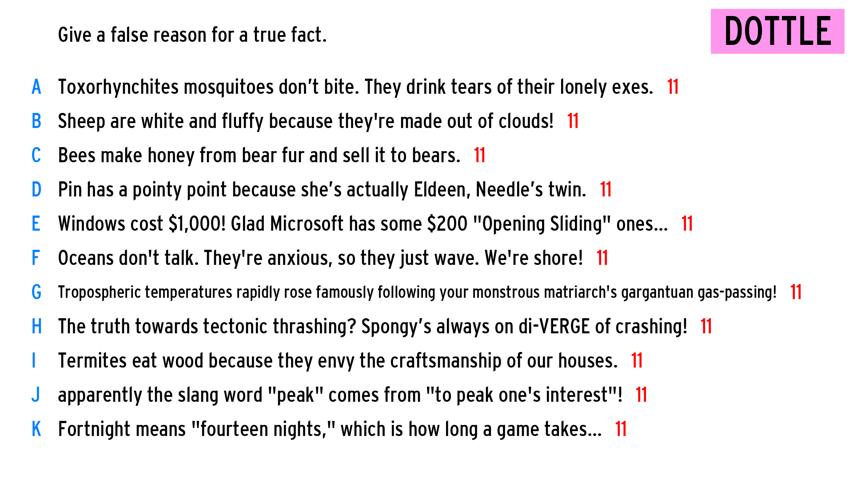 Give a false reason for a true fact.
DOTTLE
A Toxorhynchites mosquitoes don't bite. They drink tears of their lonely exes. 11
B Sheep are white and fluffy because they're made out of clouds! 11
C Bees make honey from bear fur and sell it to bears. 11
D Pin has a pointy point because she's actually Eldeen, Needle's twin. 11
E Windows cost $1,000! Glad Microsoft has some $200 "Opening Sliding" ones... 11
F Oceans don't talk. They're anxious, so they just wave. We're shore! 11
G Tropospheric temperatures rapidly rose famously following your monstrous matriarch's gargantuan gas-passing! 11
H The truth towards tectonic thrashing? Spongy's always on di-VERGE of crashing! 11
I Termites eat wood because they envy the craftsmanship of our houses. 11
J apparently the slang word "peak" comes from "to peak one's interest"! 11
K Fortnight means "fourteen nights," which is how long a game takes... 11